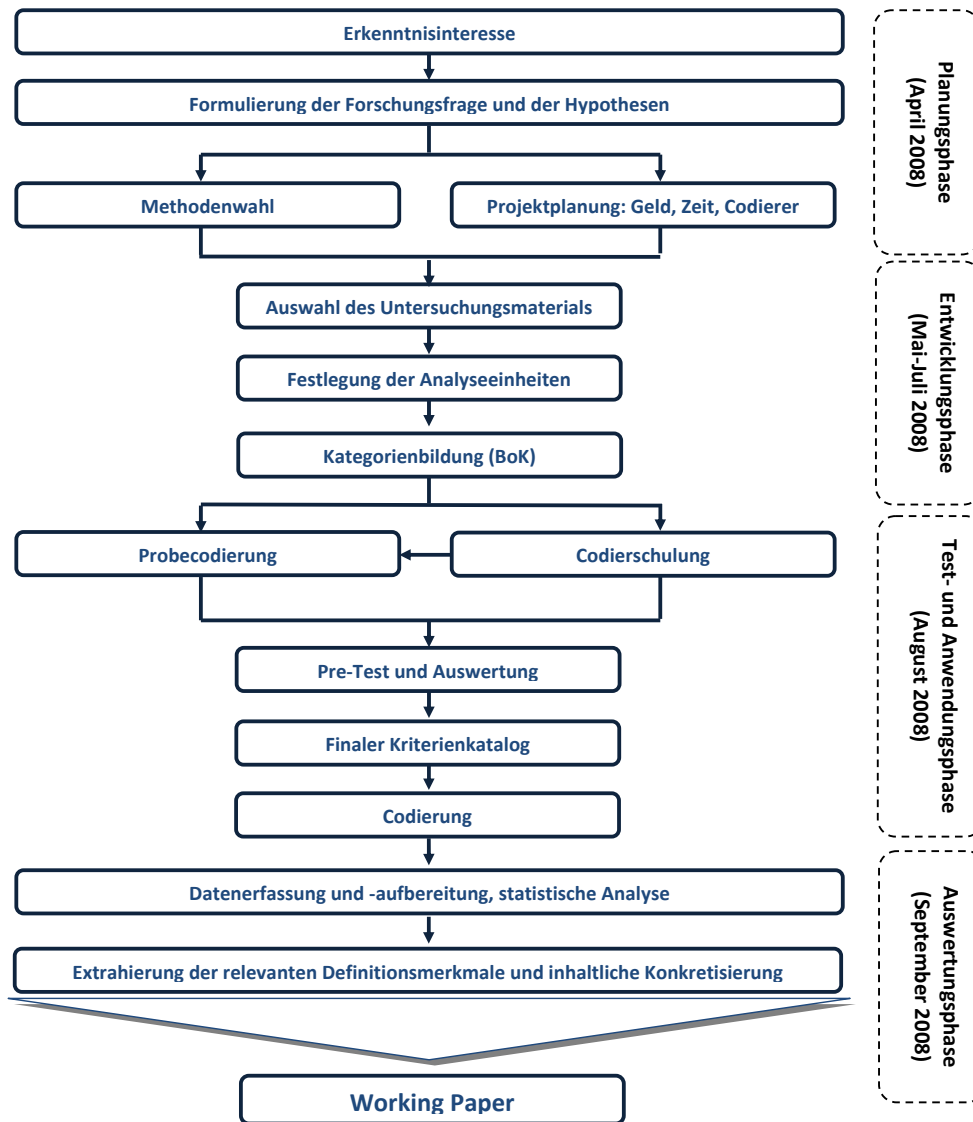 Erkenntnisinteresse
Formulierung der Forschungsfrage und der Hypothesen
Methodenwahl
Projektplanung: Geld, Zeit, Codierer
Auswahl des Untersuchungsmaterials
Festlegung der Analyseeinheiten
Kategorienbildung (BoK)
Probecodierung
Codierschulung
Pre-Test und Auswertung
Finaler Kriterienkatalog
Codierung
Datenerfassung und -aufbereitung, statistische Analyse
Extrahierung der relevanten Definitionsmerkmale und inhaltliche Konkretisierung
Working Paper
Planungsphase
(April 2008)
Entwicklungsphase
(Mai-Juli 2008)
Test- und Anwendungsphase
(August 2008)
Auswertungsphase
(September 2008)